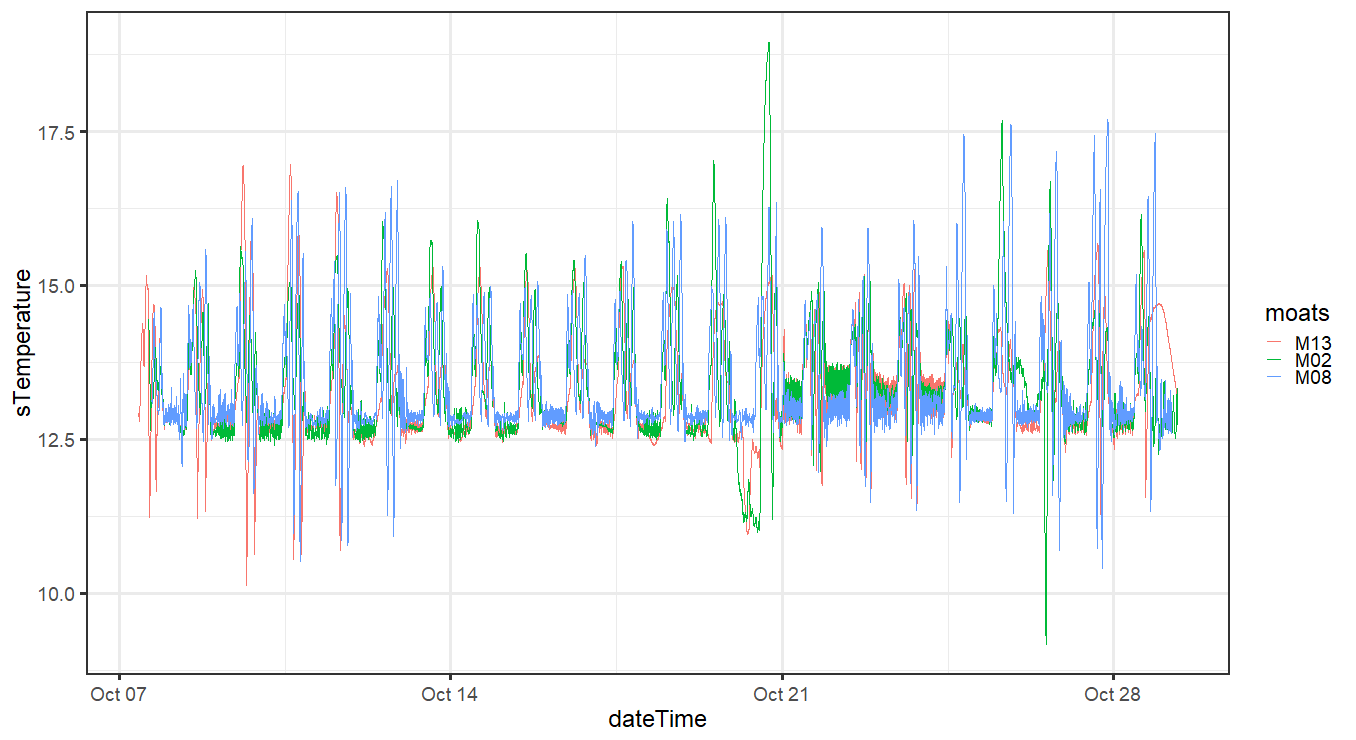 17.5
15.0
12.5
10.0
sTemperature
Oct 07
Oct 14
Oct 21
Oct 28
dateTime
moats
M13
M02
M08